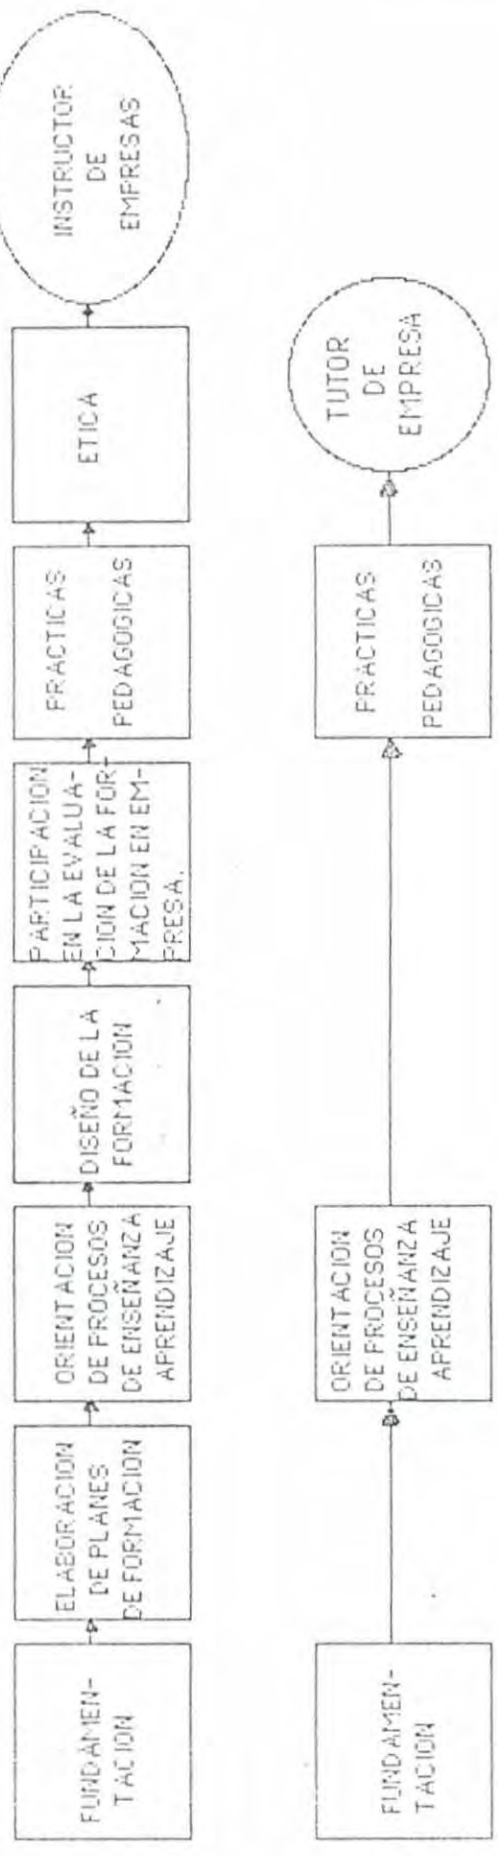 FUNDAMEN-
TACION
ELABORACION
DE PLANES
DE FORMACION
ORIENTACION
DE PROCESOS
DE ENSEÑANZA
APRENDIZAJE
DISEÑO DE LA
FORMACION
PARTICIPACION
EN LA EVALUA-
CION DE LA FOR-
MACION EN EM-
PRESA.
PRACTICAS
PEDAGOGICAS
ETICA
INSTRUCTOR
DE
EMPRESAS
FUNDAMEN-
TACION
ORIENTACION
DE PROCESOS
DE ENSEÑANZA
APRENDIZAJE
PRACTICAS
PEDAGOGICAS
TUTOR
DE
EMPRESA